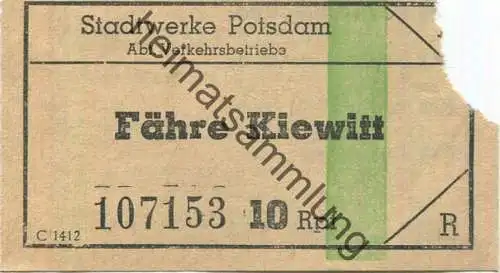 Stadtwerke Potsdam
Abt. Verkehrsbetriebe
Fähre Kiewitt
107153 10 Rpf
C 1412
R
heimatsammlung